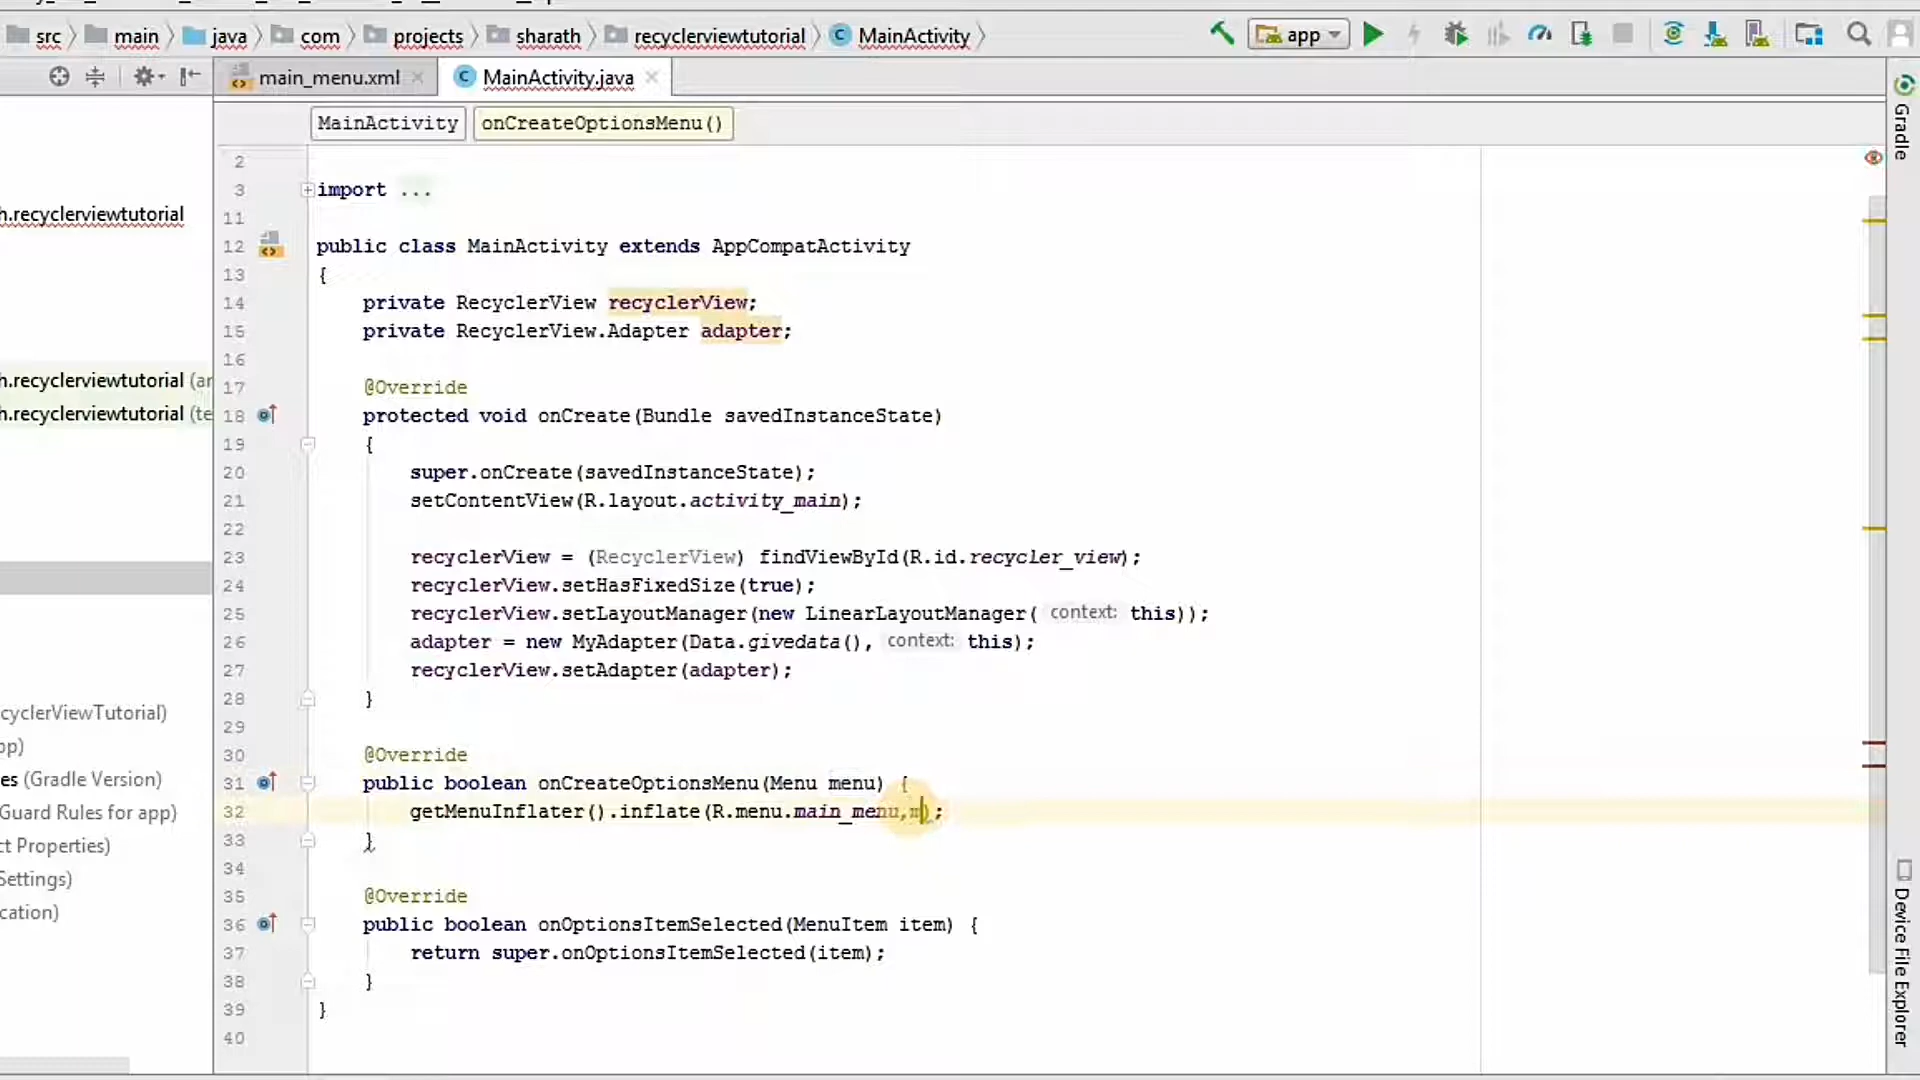 src main java com projects sharath recyclerviewtutorial MainActivity app
main_menu.xml MainActivity.java
MainActivity onCreateOptionsMenu()
Gradle
h.recyclerviewtutorial
h.recyclerviewtutorial (ar
h.recyclerviewtutorial (te
cyclerViewTutorial)
pp)
es (Gradle Version)
Guard Rules for app)
ct Properties)
Settings)
cation)
2
3 import ...
11
12 public class MainActivity extends AppCompatActivity
13 {
14 private RecyclerView recyclerView;
15 private RecyclerView.Adapter adapter;
16
17 @Override
18 protected void onCreate(Bundle savedInstanceState)
19 {
20 super.onCreate(savedInstanceState);
21 setContentView(R.layout.activity_main);
22
23 recyclerView = (RecyclerView) findViewById(R.id.recycler_view);
24 recyclerView.setHasFixedSize(true);
25 recyclerView.setLayoutManager(new LinearLayoutManager( context: this));
26 adapter = new MyAdapter(Data.givedata(), context: this);
27 recyclerView.setAdapter(adapter);
28 }
29
30 @Override
31 public boolean onCreateOptionsMenu(Menu menu) {
32 getMenuInflater().inflate(R.menu.main_menu,m);
33 }
34
35 @Override
36 public boolean onOptionsItemSelected(MenuItem item) {
37 return super.onOptionsItemSelected(item);
38 }
39 }
40
Device File Explorer